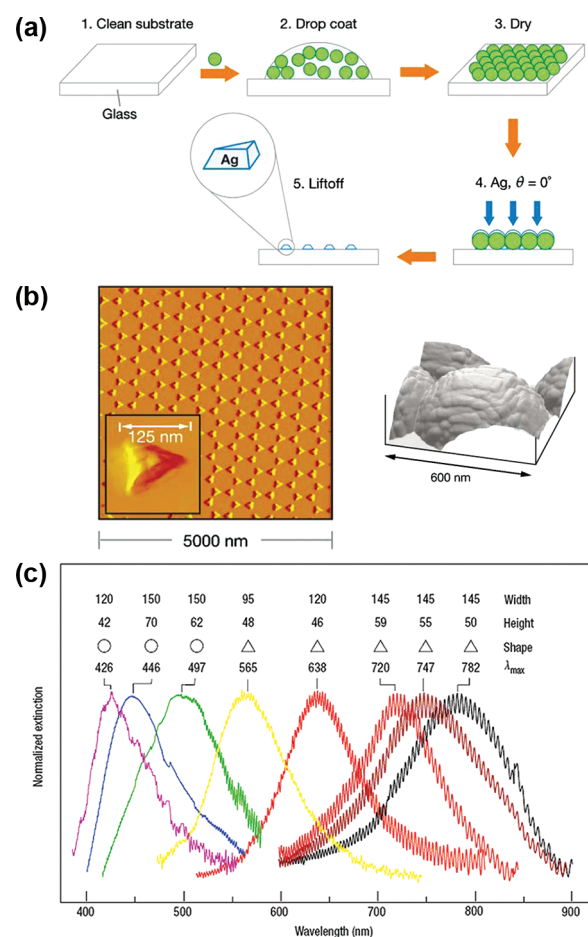 (a)
1. Clean substrate
2. Drop coat
3. Dry
Glass
Ag
5. Liftoff
4. Ag, θ = 0°
(b)
125 nm
5000 nm
600 nm
(c)
120 150 150 95 120 145 145 145 Width
42 70 62 48 46 59 55 50 Height
Shape
426 446 497 565 638 720 747 782 λmax
Normalized extinction
400 500 600 700 800 900
Wavelength (nm)